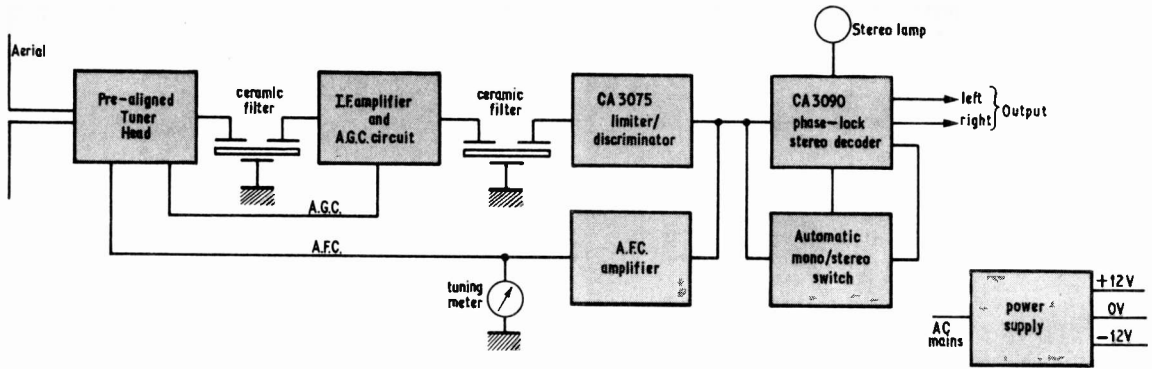 Aerial
Pre-aligned
Tuner
Head
ceramic
filter
I.F. amplifier
and
A.G.C. circuit
ceramic
filter
CA 3075
limiter/
discriminator
Stereo lamp
CA 3090
phase-lock
stereo decoder
left
right
Output
A.G.C.
A.F.C.
tuning
meter
A.F.C.
amplifier
Automatic
mono/stereo
switch
AC
mains
power
supply
+12V
0V
-12V